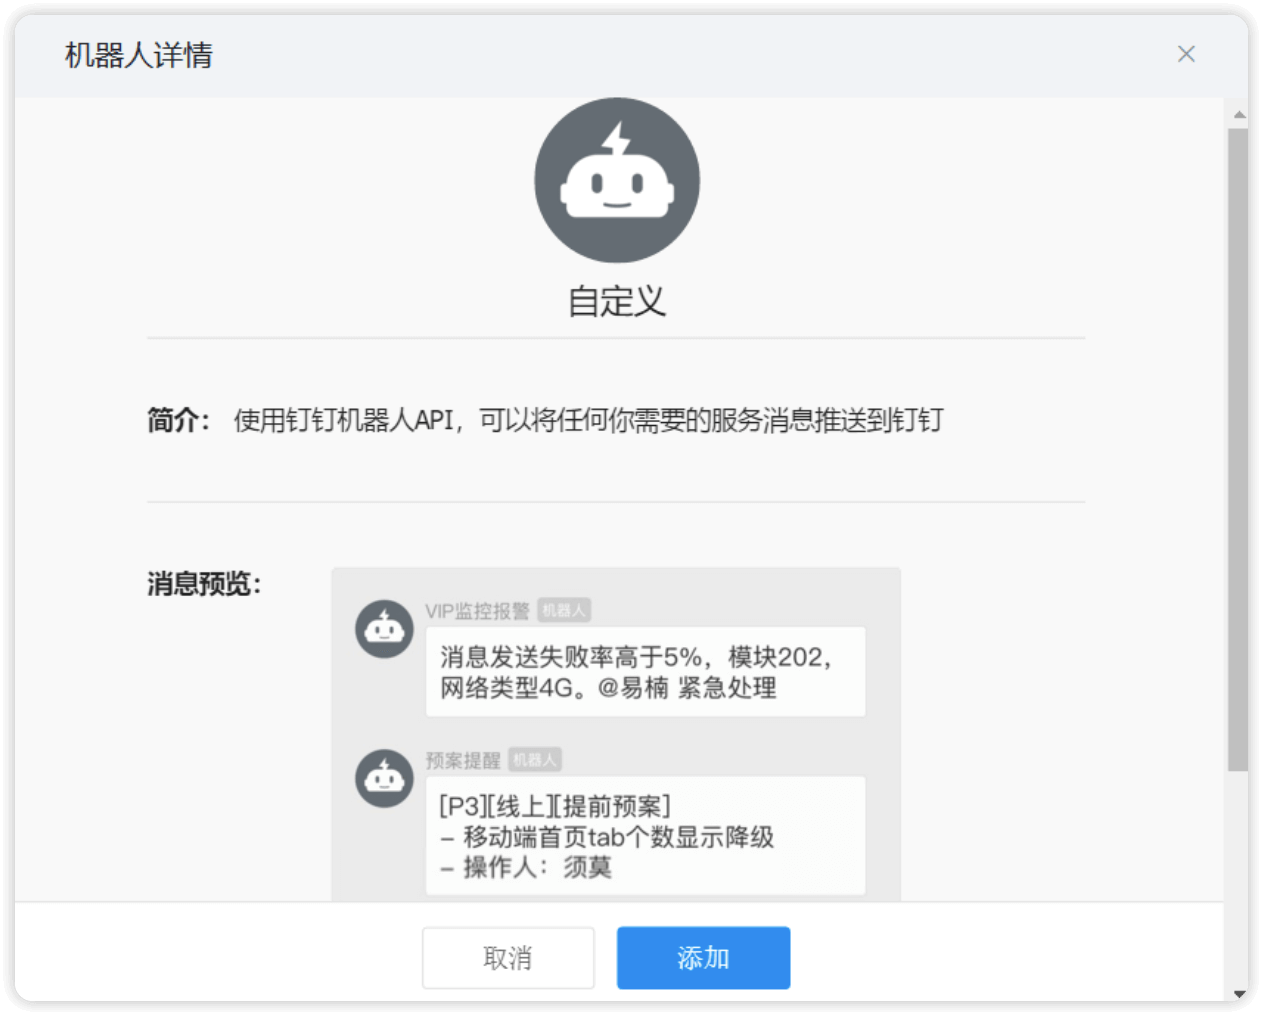 机器人详情
自定义
简介： 使用钉钉机器人API，可以将任何你需要的服务消息推送到钉钉
消息预览：
VIP监控报警 机器人
消息发送失败率高于5%，模块202，
网络类型4G。@易楠 紧急处理
预案提醒 机器人
[P3][线上][提前预案]
– 移动端首页tab个数显示降级
– 操作人：须莫
取消 添加